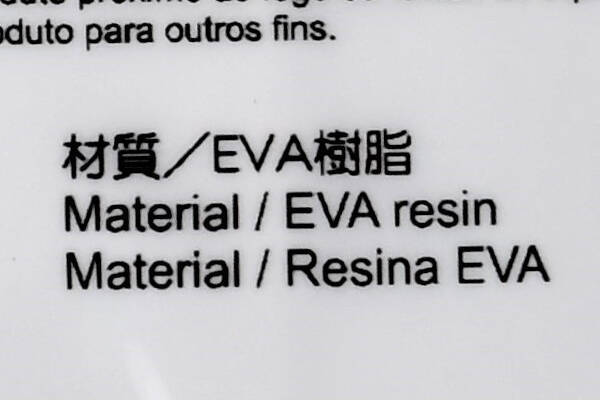 oduto para outros fins.
材質／EVA樹脂
Material / EVA resin
Material / Resina EVA